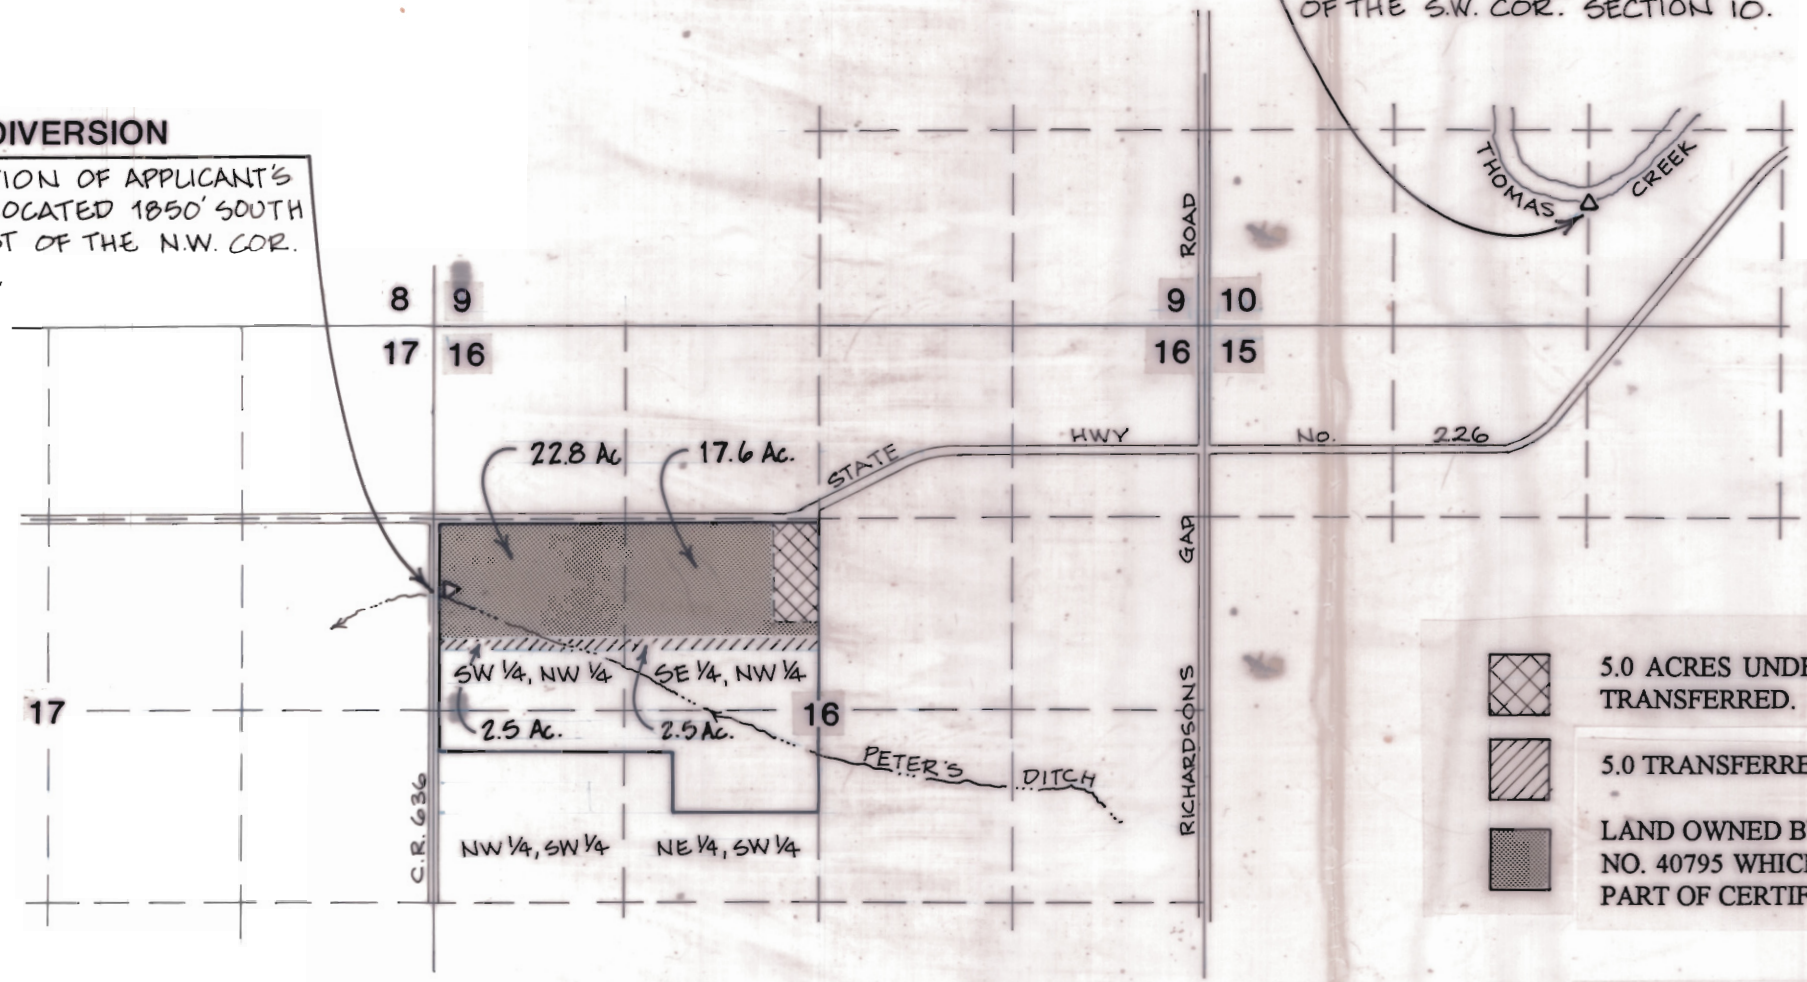 OF THE S.W. COR. SECTION 10.
DIVERSION
TION OF APPLICANT'S
LOCATED 1850' SOUTH
ST OF THE N.W. COR.
THOMAS CREEK
8 9
17 16
9 10
16 15
RICHARDSONS GAP ROAD
STATE HWY No. 226
22.8 Ac
17.6 Ac.
SW 1/4, NW 1/4
SE 1/4, NW 1/4
17
16
2.5 Ac.
2.5 Ac.
PETER'S DITCH
C.R. 636
NW 1/4, SW 1/4
NE 1/4, SW 1/4
5.0 ACRES UNDE
TRANSFERRED.
5.0 TRANSFERRE
LAND OWNED B
NO. 40795 WHICH
PART OF CERTIF